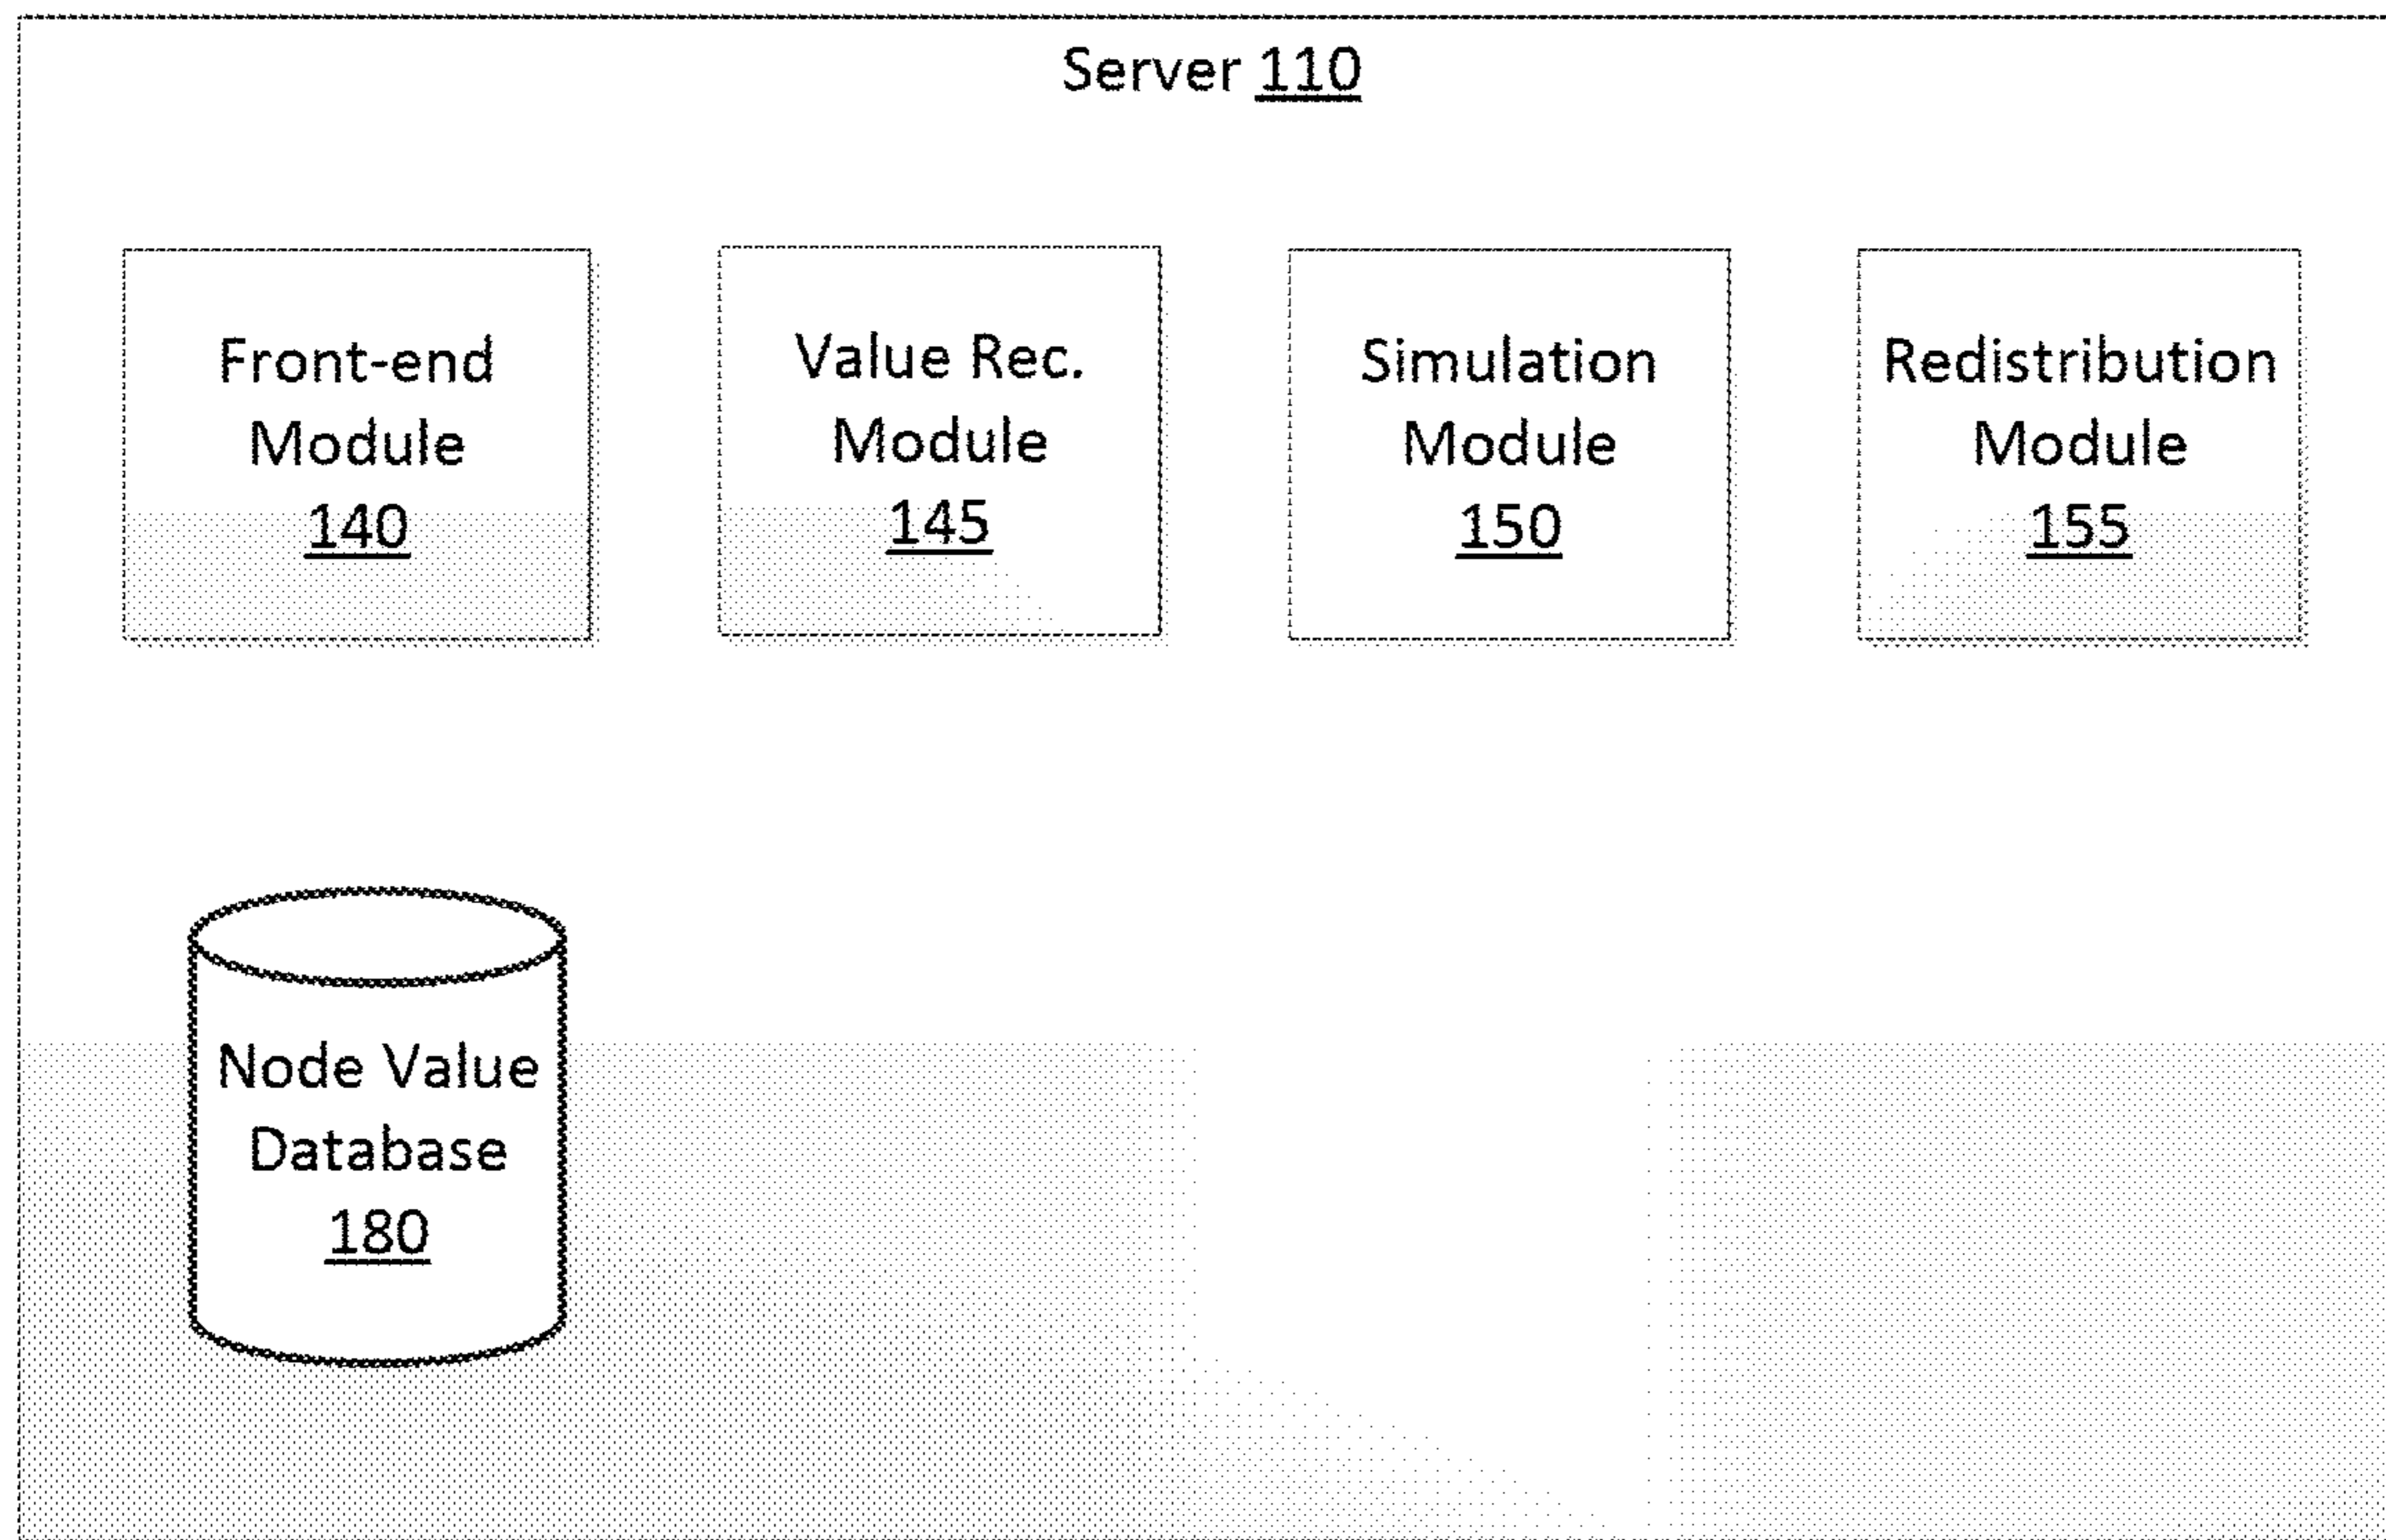 Server 110
Front-end
Module
140
Value Rec.
Module
145
Simulation
Module
150
Redistribution
Module
155
Node Value
Database
180